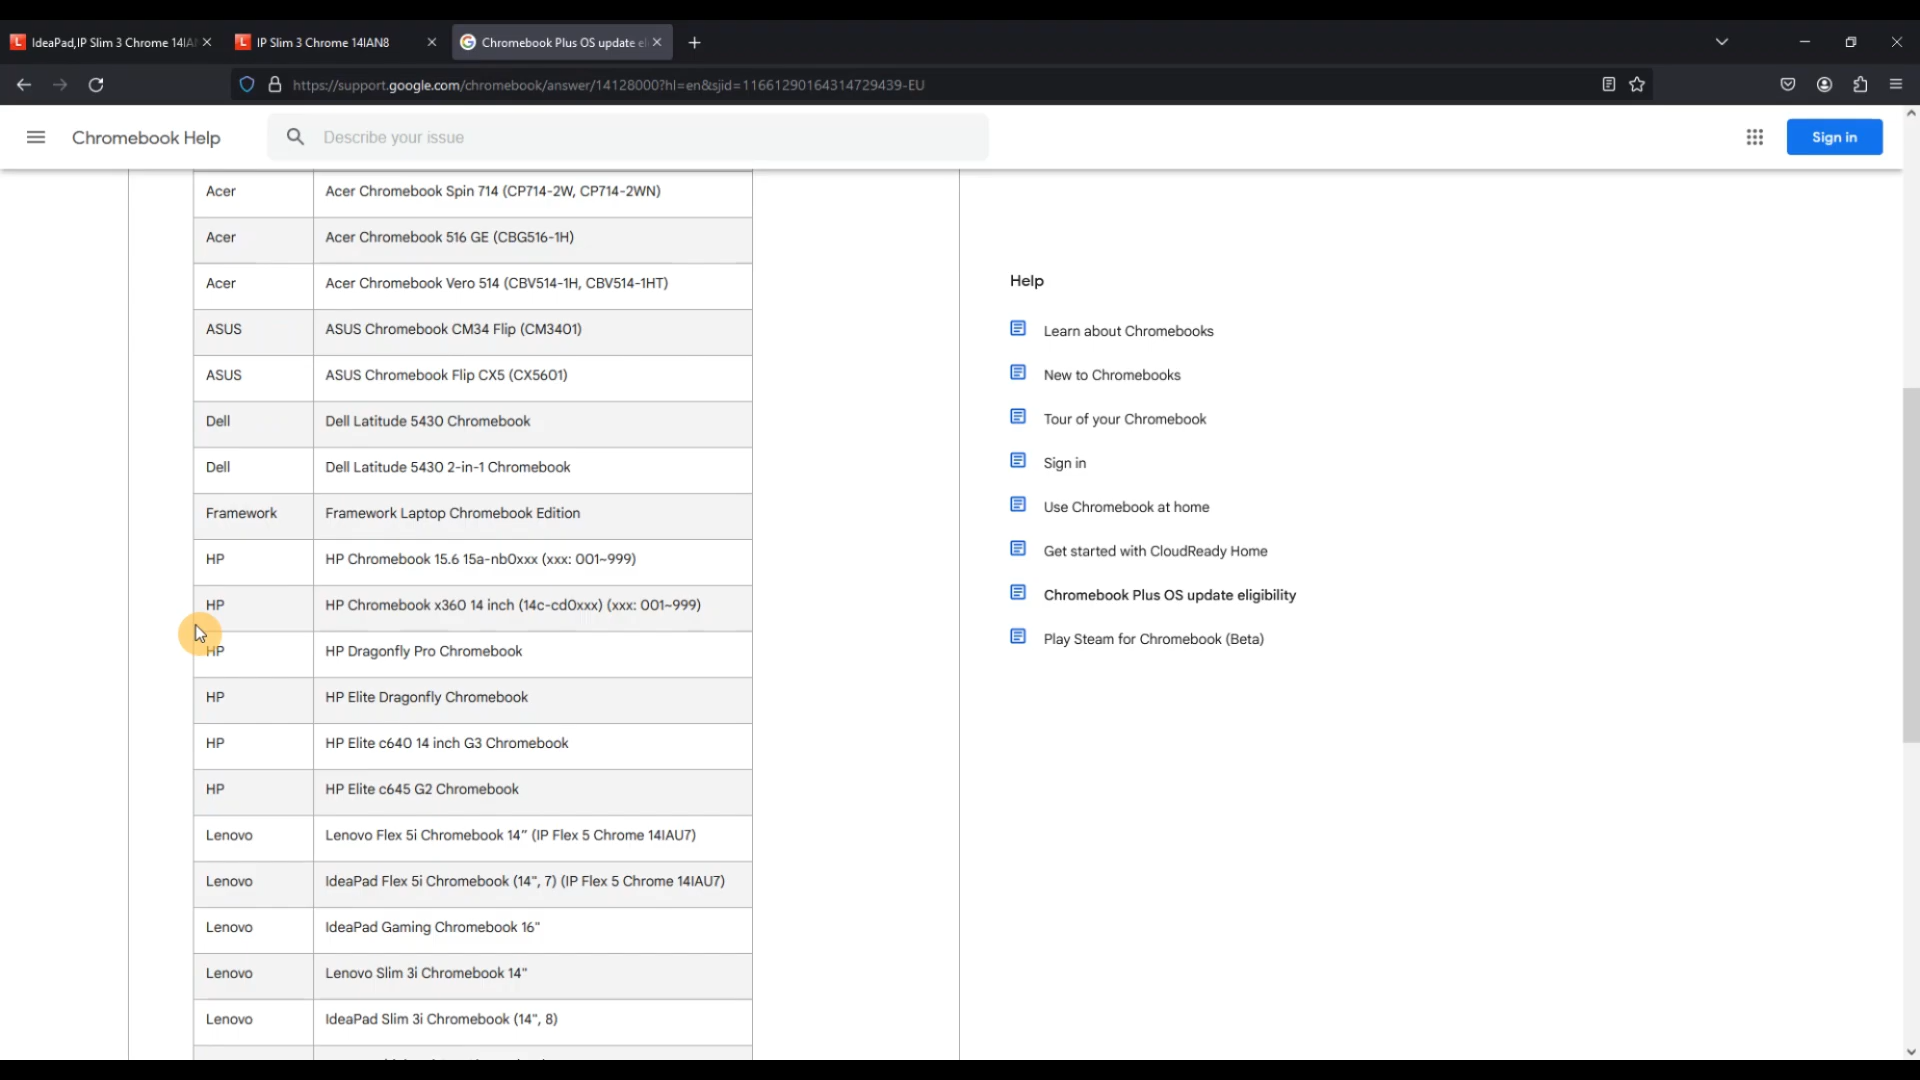 IdeaPad,IP Slim 3 Chrome 14IA
IP Slim 3 Chrome 14IAN8
Chromebook Plus OS update el
https://support.google.com/chromebook/answer/14128000?hl=en&sjid=11661290164314729439-EU
Chromebook Help
Describe your issue
Sign in
Acer Acer Chromebook Spin 714 (CP714-2W, CP714-2WN)
Acer Acer Chromebook 516 GE (CBG516-1H)
Acer Acer Chromebook Vero 514 (CBV514-1H, CBV514-1HT)
ASUS ASUS Chromebook CM34 Flip (CM3401)
ASUS ASUS Chromebook Flip CX5 (CX5601)
Dell Dell Latitude 5430 Chromebook
Dell Dell Latitude 5430 2-in-1 Chromebook
Framework Framework Laptop Chromebook Edition
HP HP Chromebook 15.6 15a-nb0xxx (xxx: 001~999)
HP HP Chromebook x360 14 inch (14c-cd0xxx) (xxx: 001~999)
HP HP Dragonfly Pro Chromebook
HP HP Elite Dragonfly Chromebook
HP HP Elite c640 14 inch G3 Chromebook
HP HP Elite c645 G2 Chromebook
Lenovo Lenovo Flex 5i Chromebook 14” (IP Flex 5 Chrome 14IAU7)
Lenovo IdeaPad Flex 5i Chromebook (14", 7) (IP Flex 5 Chrome 14IAU7)
Lenovo IdeaPad Gaming Chromebook 16"
Lenovo Lenovo Slim 3i Chromebook 14"
Lenovo IdeaPad Slim 3i Chromebook (14", 8)
Help
Learn about Chromebooks
New to Chromebooks
Tour of your Chromebook
Sign in
Use Chromebook at home
Get started with CloudReady Home
Chromebook Plus OS update eligibility
Play Steam for Chromebook (Beta)